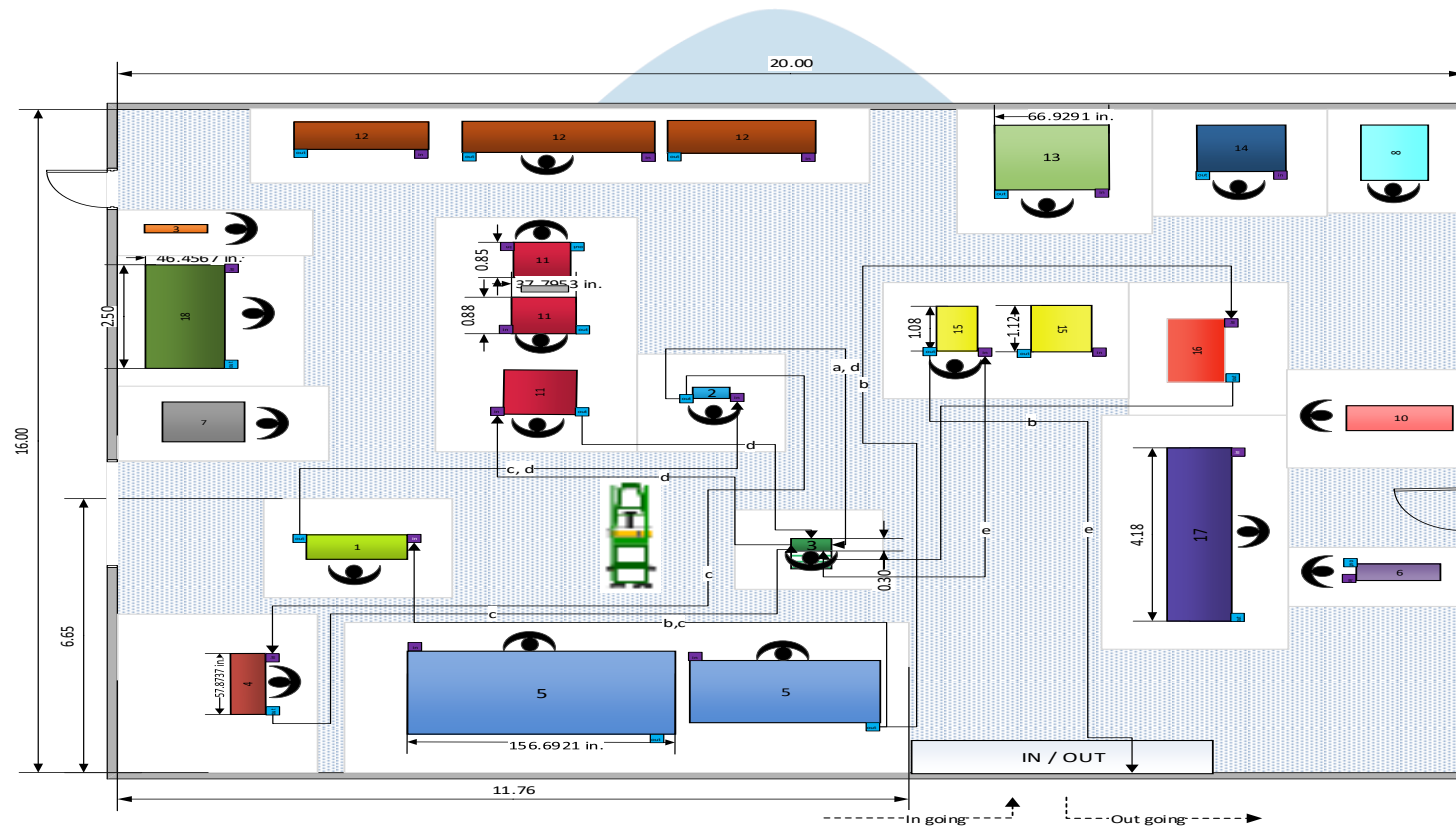 20.00
66.9291 in.
12
12
12
13
14
8
3
46.4567 in.
0.85
11
37.7953 in.
2.50
18
0.88
11
1.08
15
1.12
15
16
a, d
b
11
2
7
10
b
16.00
d
c, d
d
17
4.18
e
e
T
1
3
6
0.30
c
c
b,c
6.65
57.8737 in.
4
5
5
156.6921 in.
IN / OUT
11.76
In going
Out going